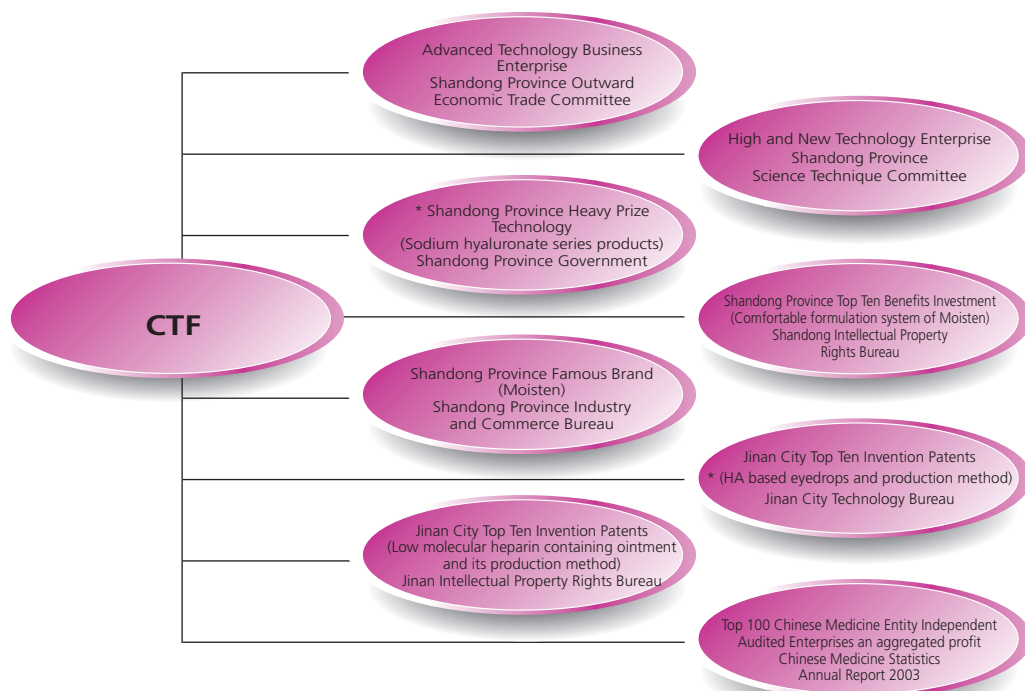 Advanced Technology Business
Enterprise
Shandong Province Outward
Economic Trade Committee
High and New Technology Enterprise
Shandong Province
Science Technique Committee
* Shandong Province Heavy Prize
Technology
(Sodium hyaluronate series products)
Shandong Province Government
CTF
Shandong Province Top Ten Benefits Investment
(Comfortable formulation system of Moisten)
Shandong Intellectual Property
Rights Bureau
Shandong Province Famous Brand
(Moisten)
Shandong Province Industry
and Commerce Bureau
Jinan City Top Ten Invention Patents
* (HA based eyedrops and production method)
Jinan City Technology Bureau
Jinan City Top Ten Invention Patents
(Low molecular heparin containing ointment
and its production method)
Jinan Intellectual Property Rights Bureau
Top 100 Chinese Medicine Entity Independent
Audited Enterprises an aggregated profit
Chinese Medicine Statistics
Annual Report 2003